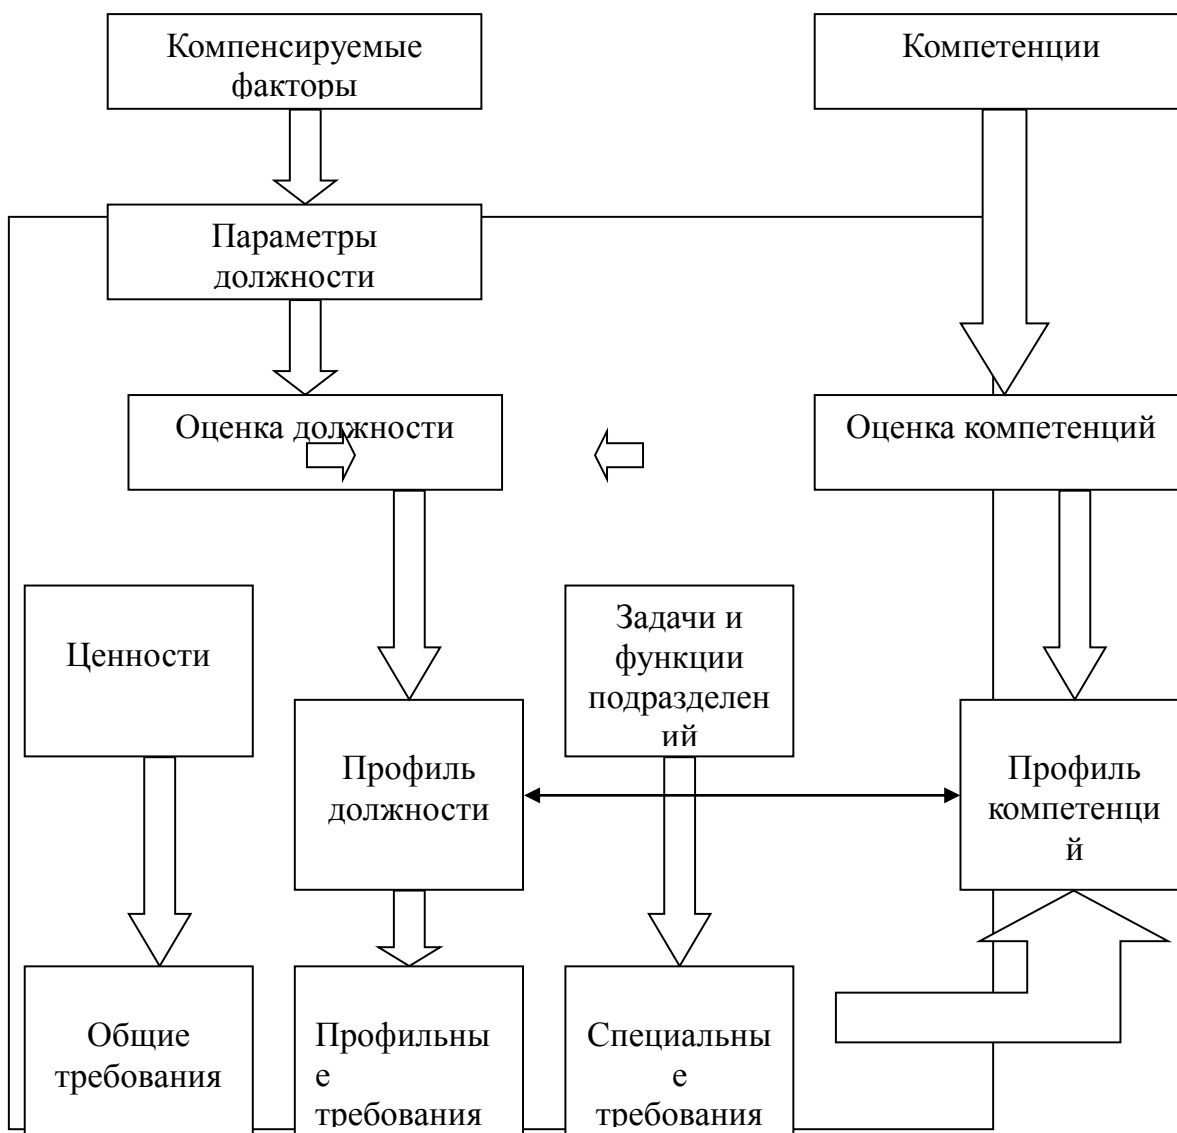 Компенсируемые
факторы
Компетенции
Параметры
должности
Оценка должности
Оценка компетенций
Ценности
Задачи и
функции
подразделен
ий
Профиль
должности
Профиль
компетенци
й
Общие
требования
Профильны
е
требования
Специальны
е
требования